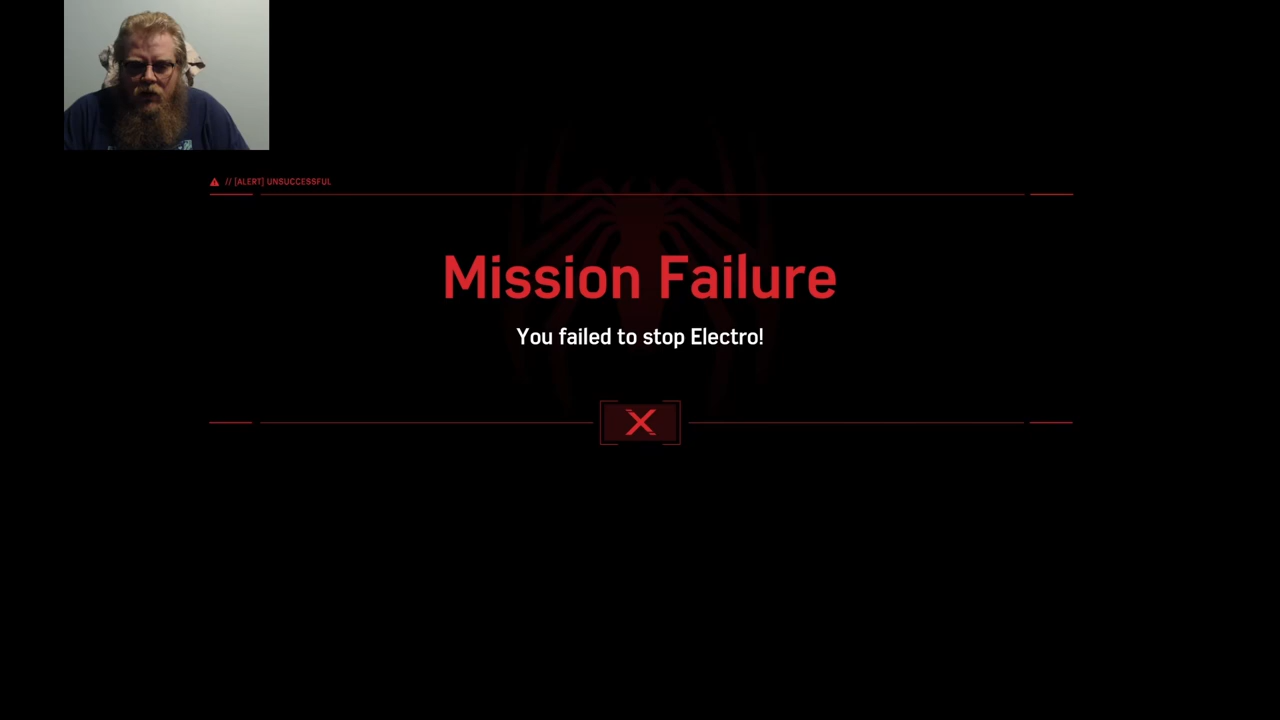 // [ALERT] UNSUCCESSFUL
Mission Failure
You failed to stop Electro!